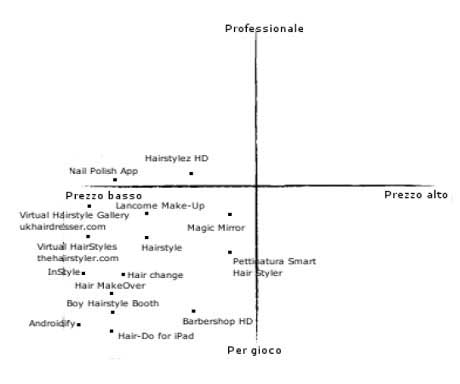 Professionale
Hairstylez HD
Nail Polish App
Prezzo basso
Prezzo alto
Lancome Make-Up
Virtual Hairstyle Gallery
ukhairdresser.com
Magic Mirror
Virtual HairStyles
thehairstyler.com
Hairstyle
Pettinatura Smart
Hair Styler
InStyle
Hair change
Hair MakeOver
Boy Hairstyle Booth
Androidify
Barbershop HD
Hair-Do for iPad
Per gioco